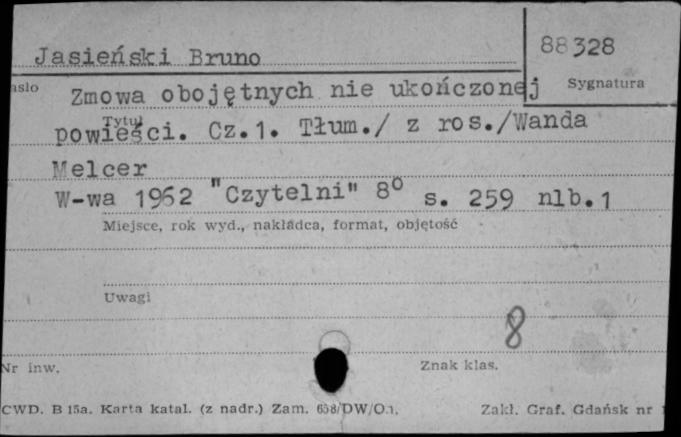 Jasieński Bruno
88328
asło
Sygnatura
Zmowa obojętnych nie ukończonej
Tytuł
powieści. Cz.1. Tłum./ z ros./Wanda
Melcer
W-wa 1962 "Czytelni" 8° s. 259 nlb.1
Miejsce, rok wyd., nakładca, format, objętość
Uwagi
8
Nr inw.
Znak klas.
CWD. B 15a. Karta katal. (z nadr.) Zam. 658/DW/O.1.
Zakł. Graf. Gdańsk nr